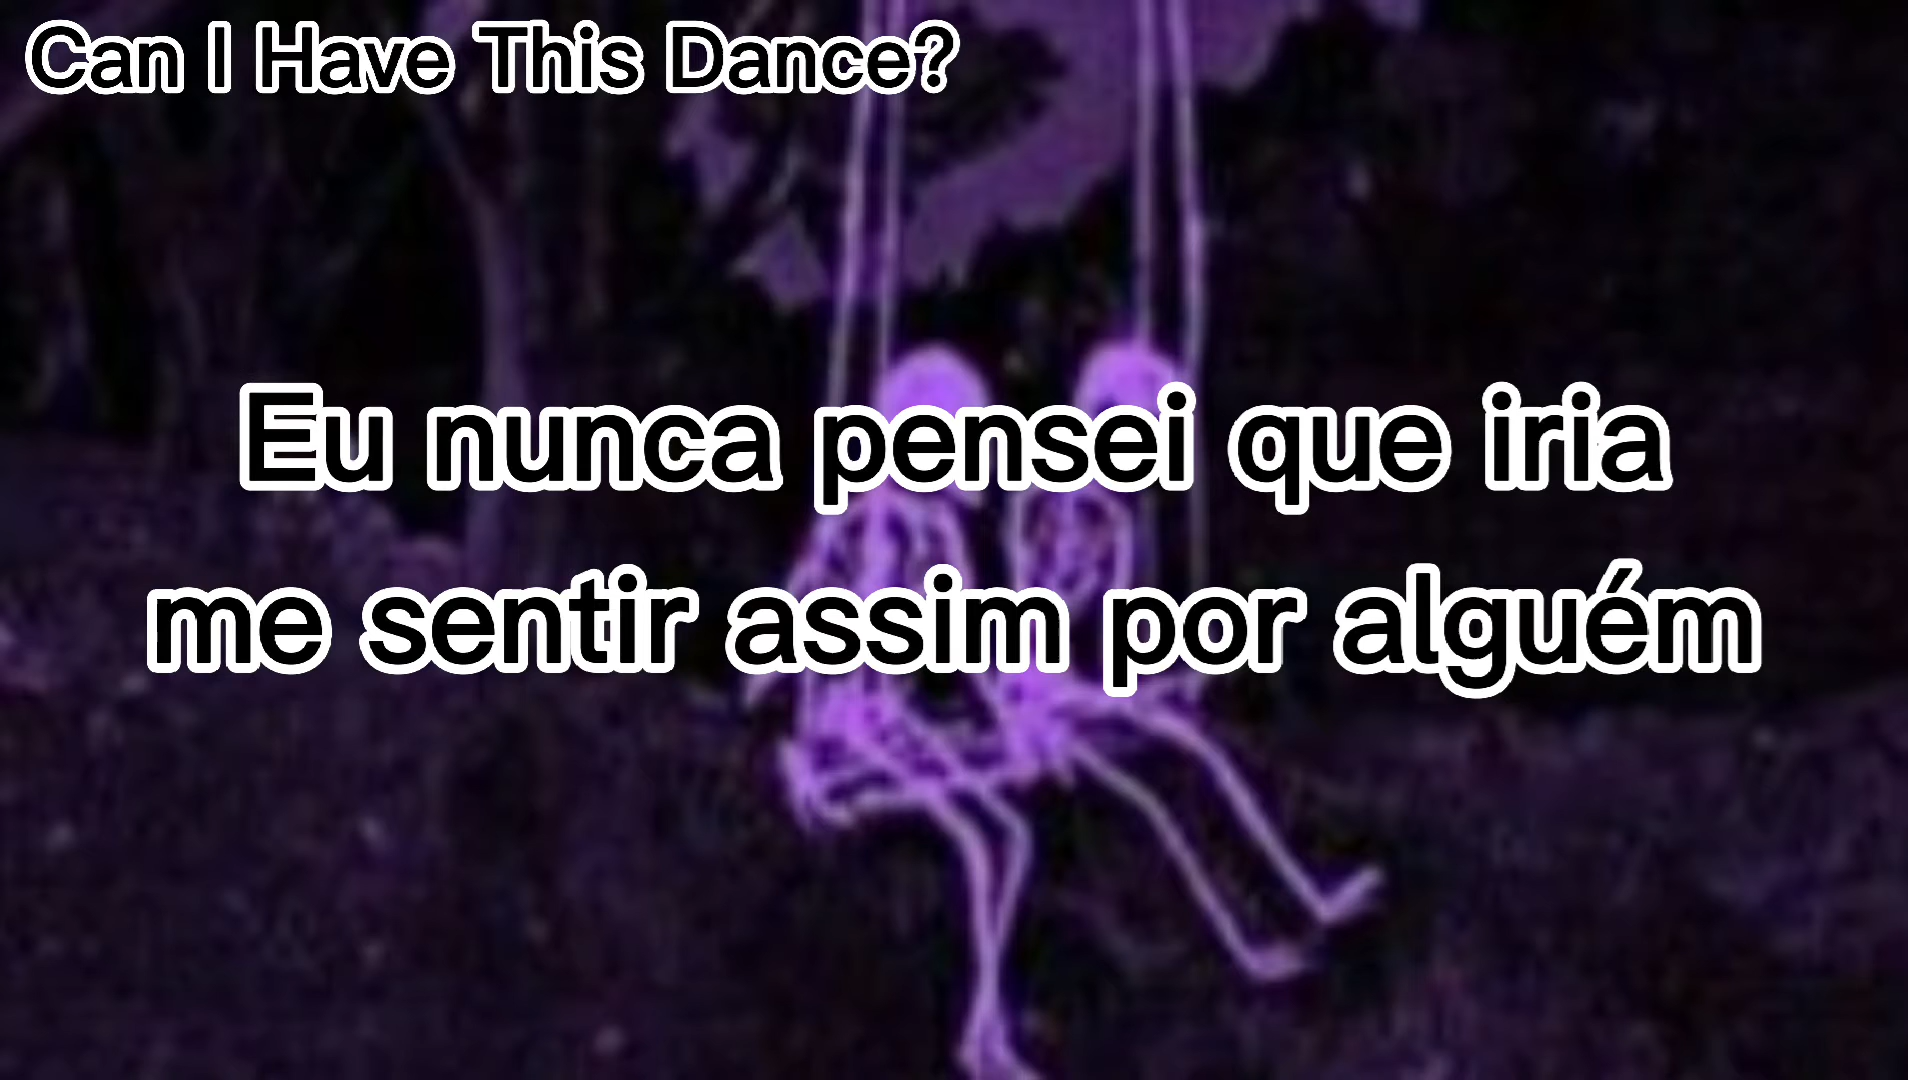 Can I Have This Dance?
Eu nunca pensei que iria
me sentir assim por alguém